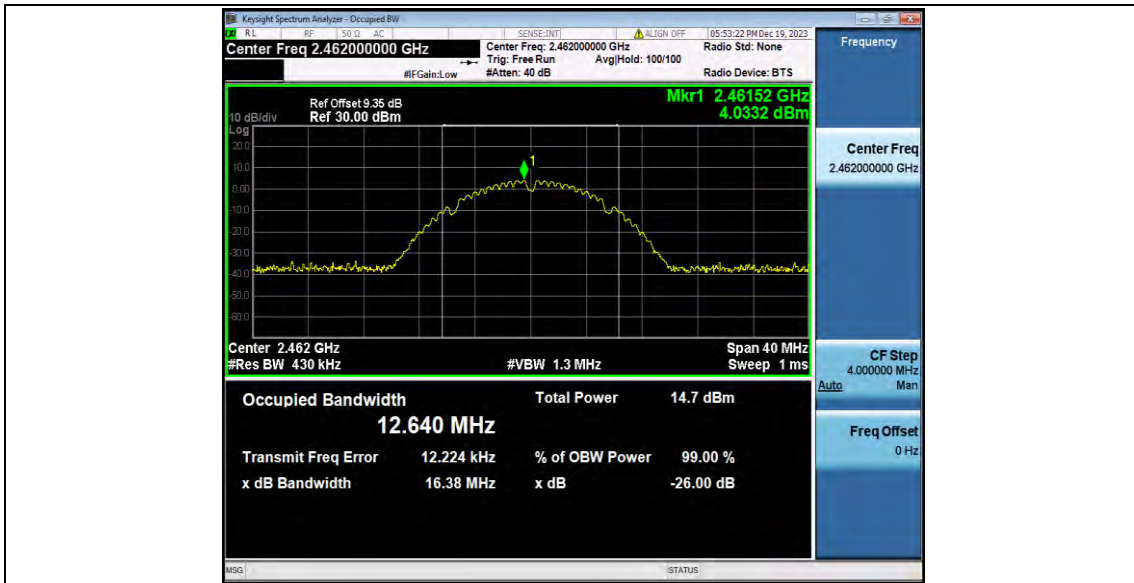 Keysight Spectrum Analyzer - Occupied BW
RL RF 50 Ω AC SENSE:INT ALIGN OFF 05:53:22 PM Dec 19, 2023
Center Freq 2.462000000 GHz Center Freq: 2.462000000 GHz Radio Std: None
Trig: Free Run Avg|Hold: 100/100
#IFGain:Low #Atten: 40 dB Radio Device: BTS
Frequency
Mkr1 2.46152 GHz
4.0332 dBm
Ref Offset 9.35 dB
10 dB/div Ref 30.00 dBm
Log
20.0
10.0
0.00
-10.0
-20.0
-30.0
-40.0
-50.0
-60.0
1
Center 2.462 GHz Span 40 MHz
#Res BW 430 kHz #VBW 1.3 MHz Sweep 1 ms
Occupied Bandwidth Total Power 14.7 dBm
12.640 MHz
Transmit Freq Error 12.224 kHz % of OBW Power 99.00 %
x dB Bandwidth 16.38 MHz x dB -26.00 dB
Center Freq
2.462000000 GHz
CF Step
4.000000 MHz
Auto Man
Freq Offset
0 Hz
MSG STATUS